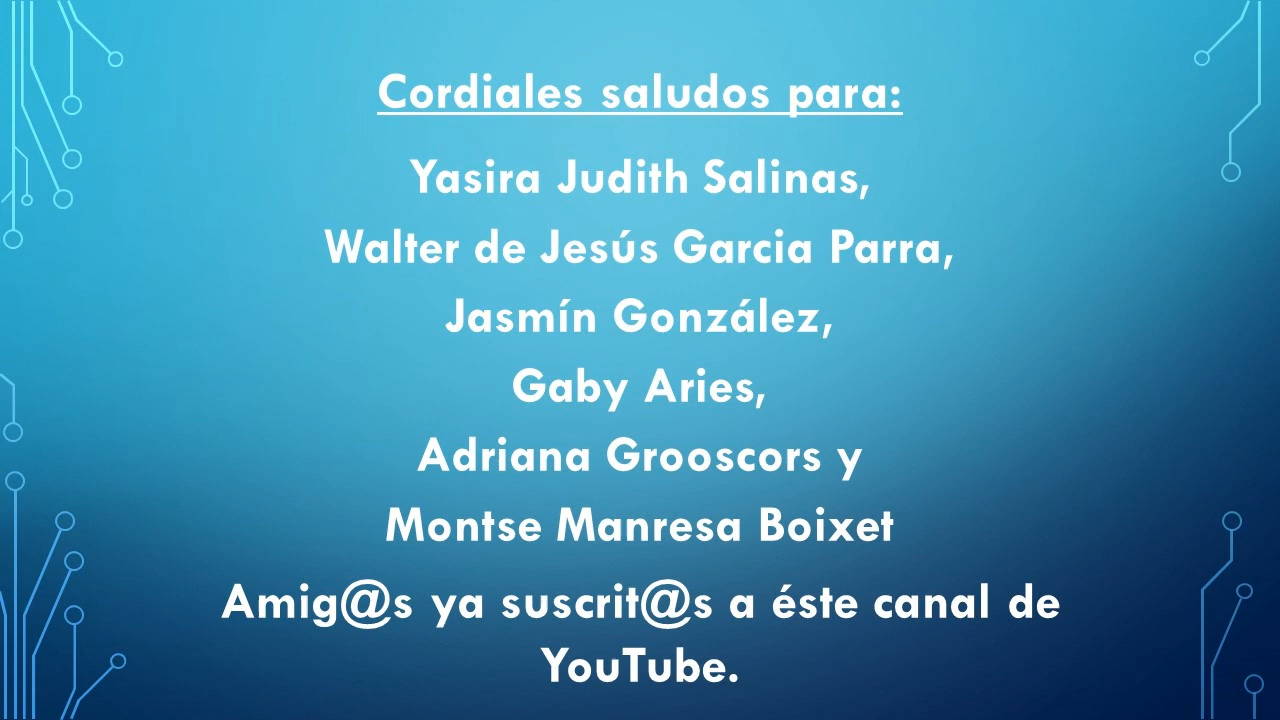 Cordiales saludos para:
Yasira Judith Salinas,
Walter de Jesús Garcia Parra,
Jasmín González,
Gaby Aries,
Adriana Grooscors y
Montse Manresa Boixet
Amig@s ya suscrit@s a éste canal de
YouTube.